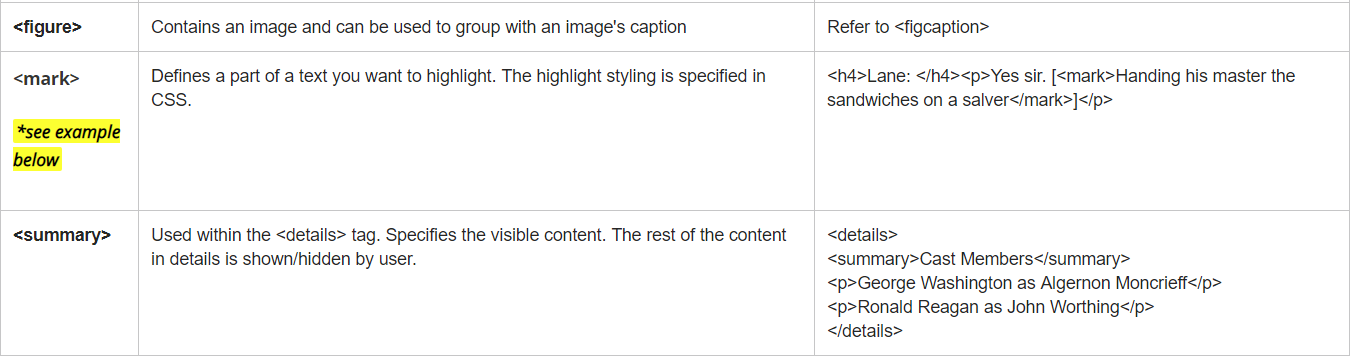 <figure>
Contains an image and can be used to group with an image's caption
Refer to <figcaption>
<mark>
*see example
below
Defines a part of a text you want to highlight. The highlight styling is specified in
CSS.
<h4>Lane: </h4><p>Yes sir. [<mark>Handing his master the
sandwiches on a salver</mark>]</p>
<summary>
Used within the <details> tag. Specifies the visible content. The rest of the content
in details is shown/hidden by user.
<details>
<summary>Cast Members</summary>
<p>George Washington as Algernon Moncrieff</p>
<p>Ronald Reagan as John Worthing</p>
</details>